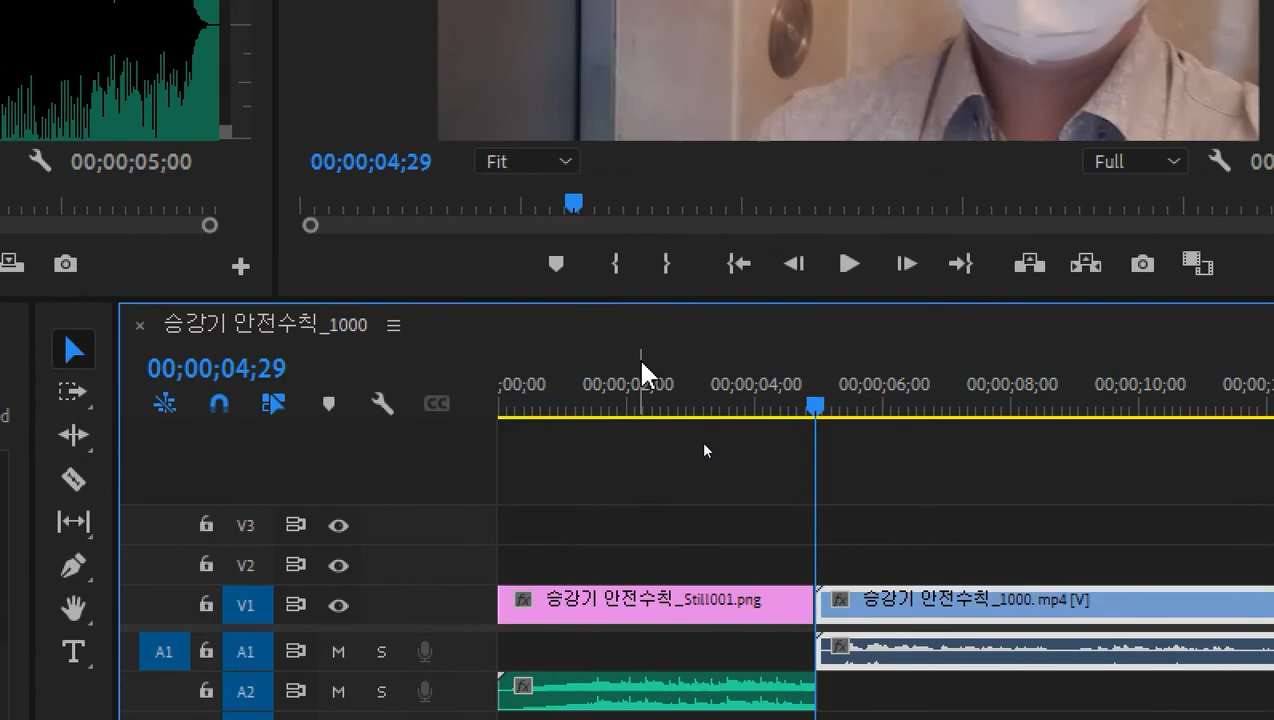 00;00;05;00
00;00;04;29 Fit Full 00
승강기 안전수칙_1000
00;00;04;29
;00;00 00;00;04;00 00;00;06;00 00;00;08;00 00;00;10;00
d
V3
V2
V1 fx 승강기 안전수칙_Still001.png fx 승강기 안전수칙_1000.mp4 [V]
A1 A1 M S fx
A2 M S fx